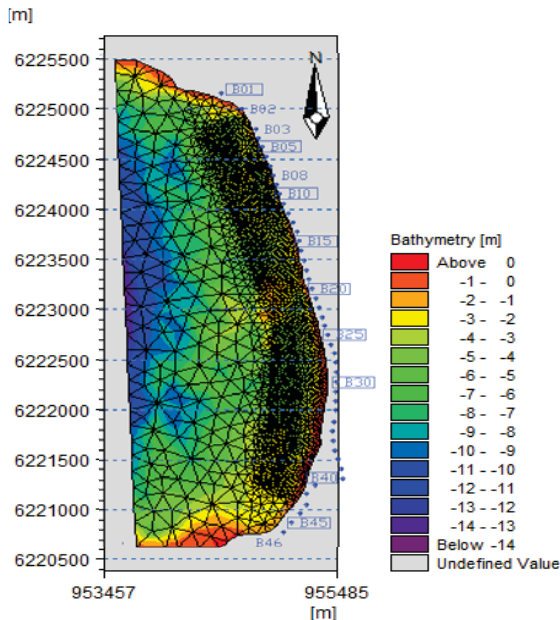 [m]
N
6225500
6225000
6224500
6224000
6223500
6223000
6222500
6222000
6221500
6221000
6220500
B01
B02
B03
B05
B08
B10
B15
B20
B25
B30
B40
B45
B46
953457
955485
[m]
Bathymetry [m]
Above 0
-1 - 0
-2 - -1
-3 - -2
-4 - -3
-5 - -4
-6 - -5
-7 - -6
-8 - -7
-9 - -8
-10 - -9
-11 - -10
-12 - -11
-13 - -12
-14 - -13
Below -14
Undefined Value